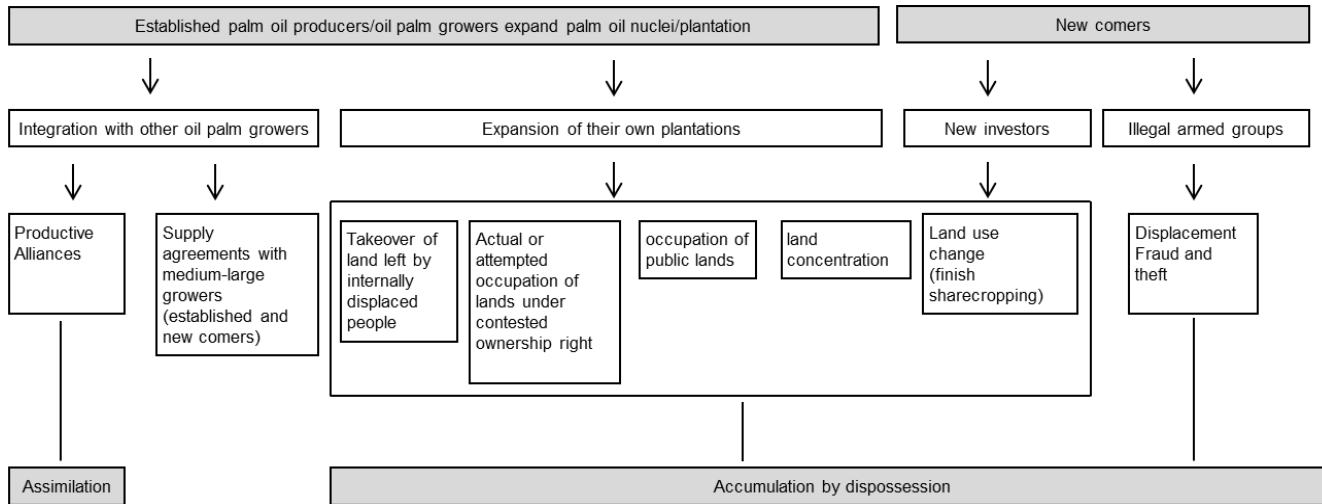 Established palm oil producers/oil palm growers expand palm oil nuclei/plantation
New comers
Integration with other oil palm growers
Expansion of their own plantations
New investors
Illegal armed groups
Productive
Alliances
Supply
agreements with
medium-large
growers
(established and
new comers)
Takeover of
land left by
internally
displaced
people
Actual or
attempted
occupation of
lands under
contested
ownership right
occupation of
public lands
land
concentration
Land use
change
(finish
sharecropping)
Displacement
Fraud and
theft
Assimilation
Accumulation by dispossession